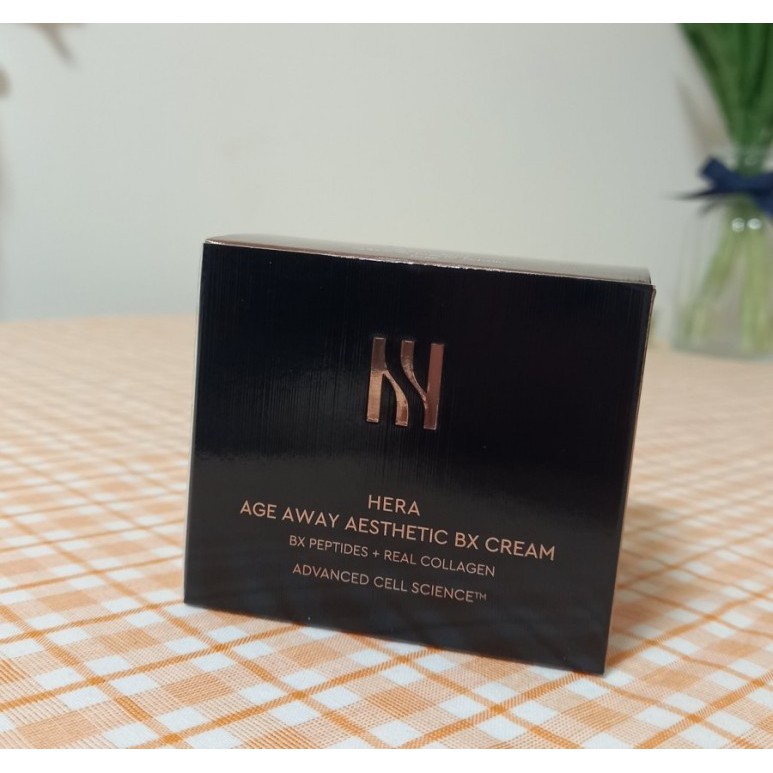 HERA
AGE AWAY AESTHETIC BX CREAM
BX PEPTIDES + REAL COLLAGEN
ADVANCED CELL SCIENCE™